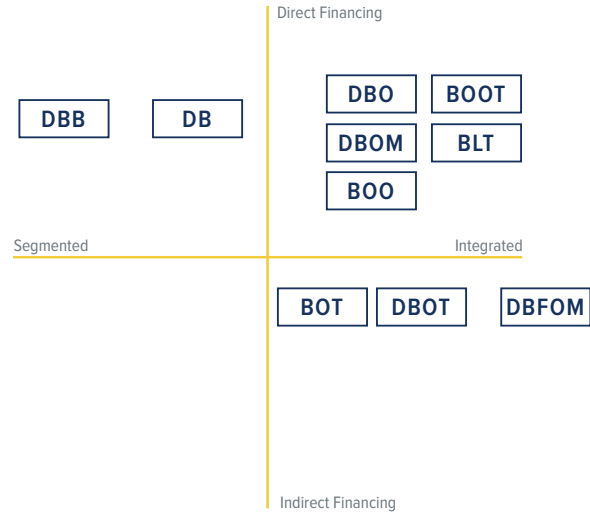 Direct Financing
DBO BOOT
DBB DB
DBOM BLT
BOO
Segmented Integrated
BOT DBOT DBFOM
Indirect Financing